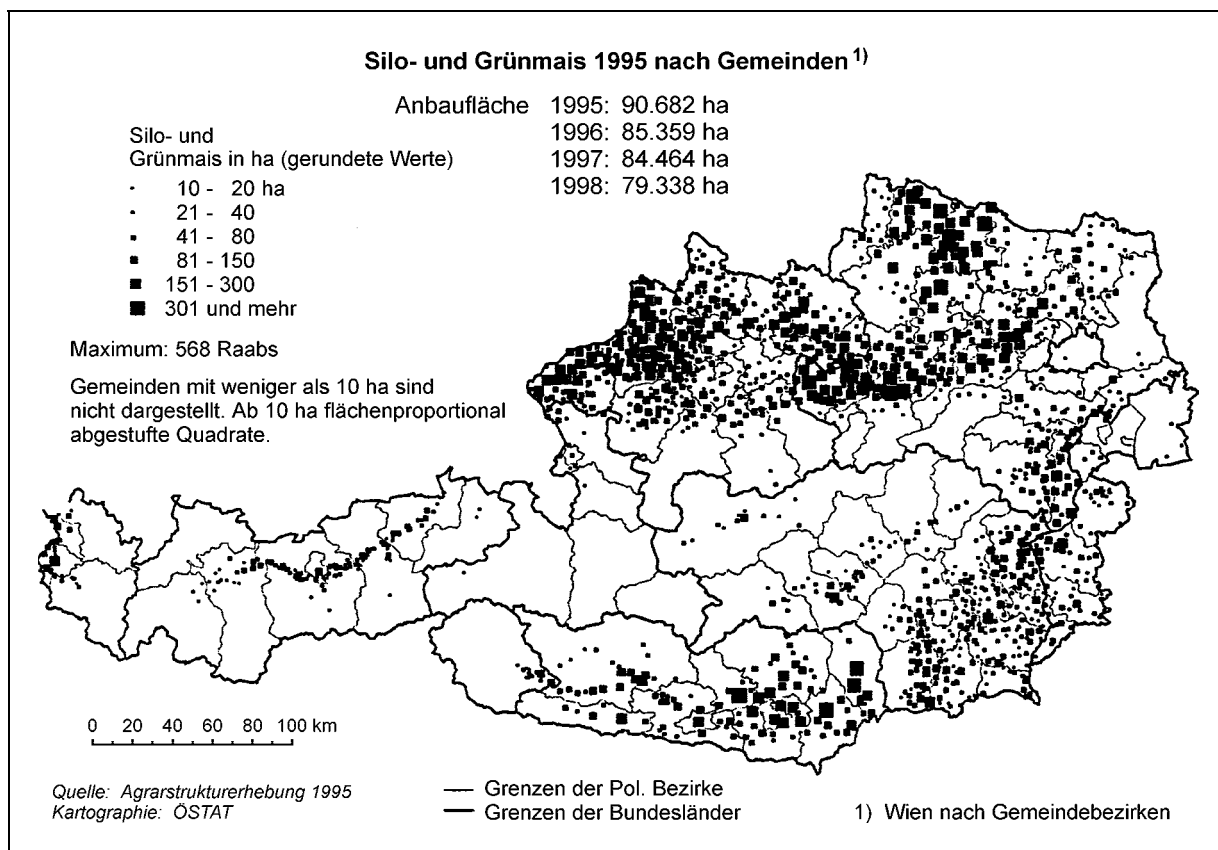 Silo- und Grünmais 1995 nach Gemeinden 1)
Anbaufläche 1995: 90.682 ha
1996: 85.359 ha
1997: 84.464 ha
1998: 79.338 ha
Silo- und
Grünmais in ha (gerundete Werte)
10 - 20 ha
21 - 40
41 - 80
81 - 150
151 - 300
301 und mehr
Maximum: 568 Raabs
Gemeinden mit weniger als 10 ha sind
nicht dargestellt. Ab 10 ha flächenproportional
abgestufte Quadrate.
0 20 40 60 80 100 km
Quelle: Agrarstrukturerhebung 1995
Kartographie: ÖSTAT
Grenzen der Pol. Bezirke
Grenzen der Bundesländer
1) Wien nach Gemeindebezirken